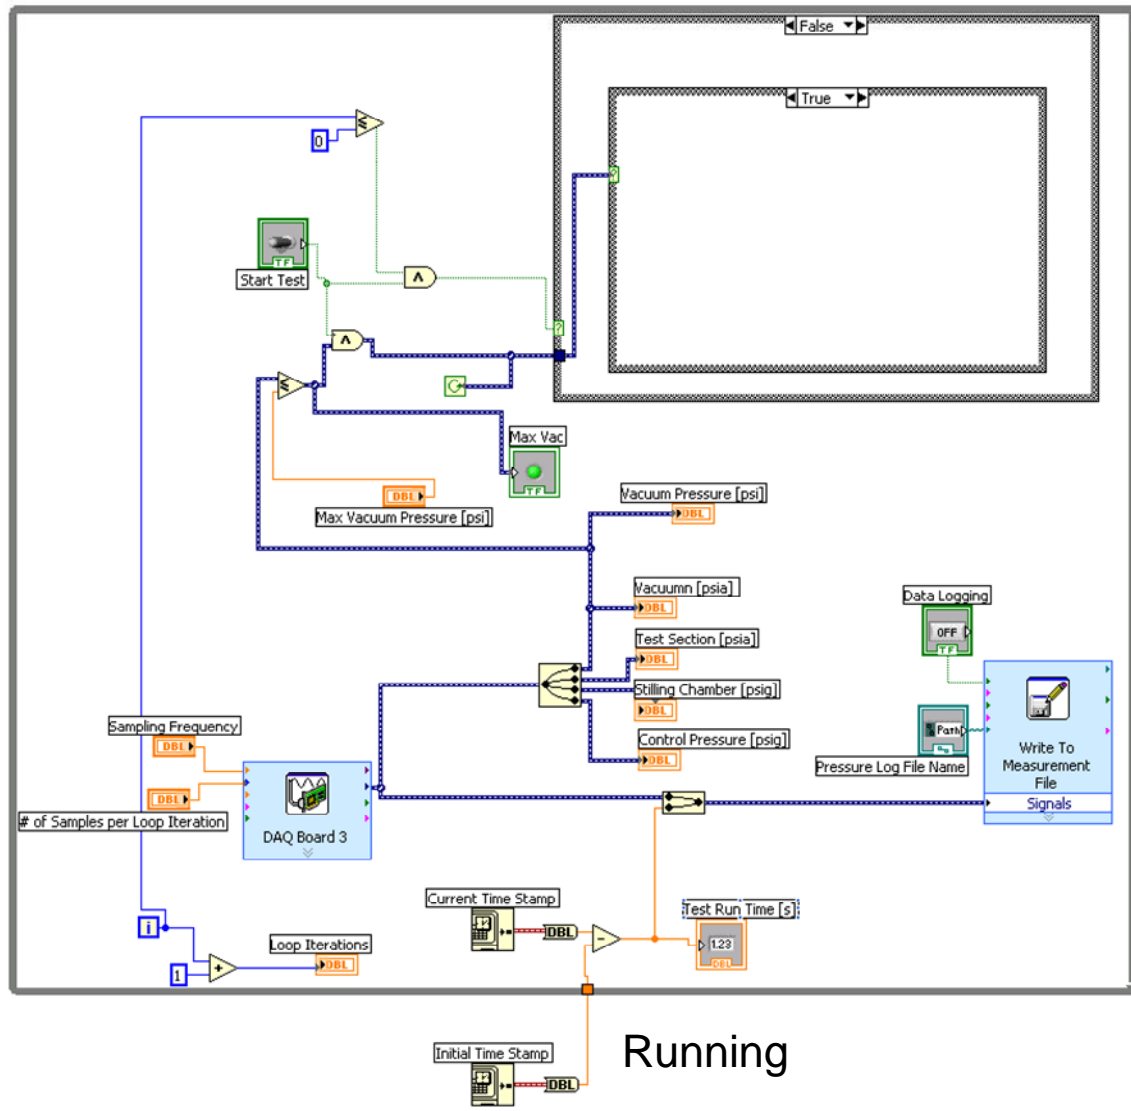 False
True
0
Start Test
TF
Max Vac
TF
DBL
Max Vacuum Pressure [psi]
Vacuum Pressure [psi]
DBL
Vacuumn [psia]
DBL
Test Section [psia]
DBL
Stilling Chamber [psig]
DBL
Control Pressure [psig]
DBL
Data Logging
OFF
TF
Path
Pressure Log File Name
Write To
Measurement
File
Signals
Sampling Frequency
DBL
DBL
# of Samples per Loop Iteration
DAQ Board 3
Current Time Stamp
DBL
Test Run Time [s]
1.23
DBL
i
Loop Iterations
DBL
1
Initial Time Stamp
DBL
Running